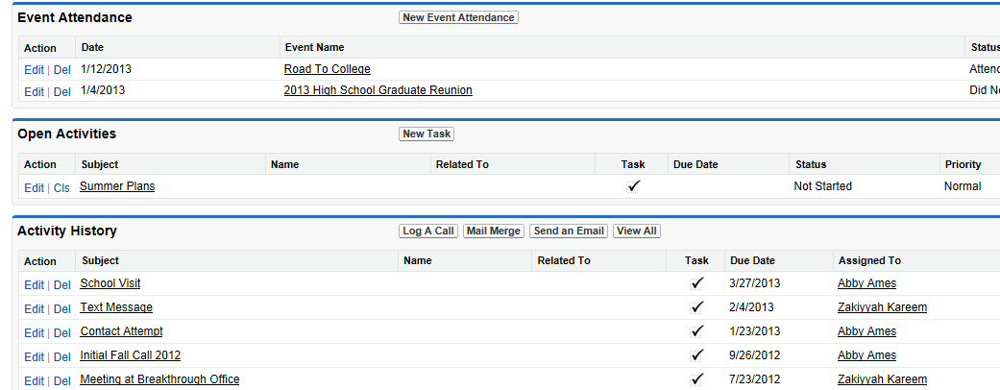 Event Attendance New Event Attendance
Action Date Event Name Status
Edit | Del 1/12/2013 Road To College
Edit | Del 1/4/2013 2013 High School Graduate Reunion Did
Open Activities New Task
Action Subject Name Related To Task Due Date Status Priority
Edit | Cls Summer Plans Not Started Normal
Activity History Log A Call Mail Merge Send an Email View All
Action Subject Name Related To Task Due Date Assigned To
Edit | Del School Visit 3/27/2013 Abby Ames
Edit | Del Text Message 2/4/2013 Zakiyyah Kareem
Edit | Del Contact Attempt 1/23/2013 Abby Ames
Edit | Del Initial Fall Call 2012 9/26/2012 Abby Ames
Edit | Del Meeting at Breakthrough Office 7/23/2012 Zakiyyah Kareem